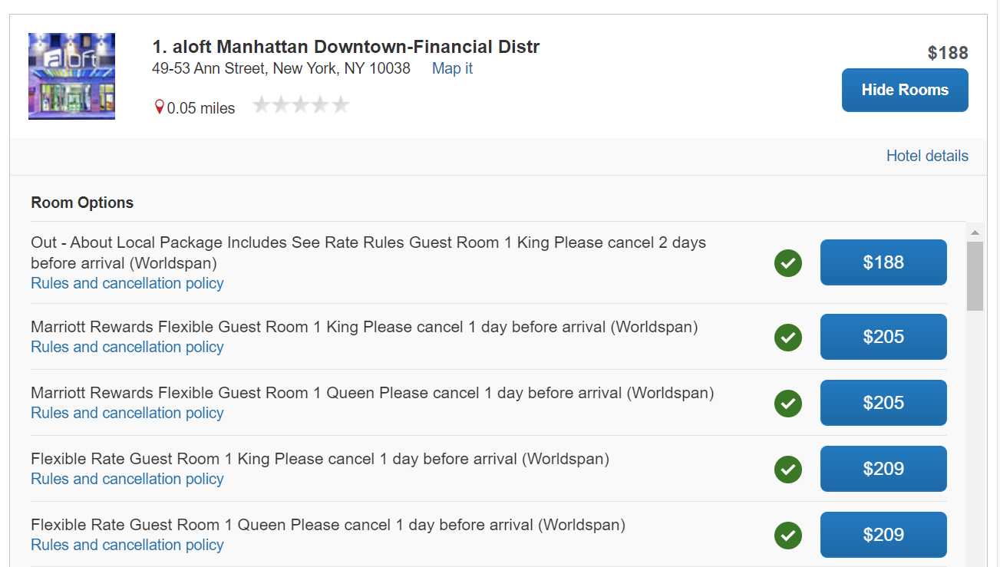 aloft
1. aloft Manhattan Downtown-Financial Distr
49-53 Ann Street, New York, NY 10038 Map it
0.05 miles
$188
Hide Rooms
Hotel details
Room Options
Out - About Local Package Includes See Rate Rules Guest Room 1 King Please cancel 2 days
before arrival (Worldspan)
Rules and cancellation policy
$188
Marriott Rewards Flexible Guest Room 1 King Please cancel 1 day before arrival (Worldspan)
Rules and cancellation policy
$205
Marriott Rewards Flexible Guest Room 1 Queen Please cancel 1 day before arrival (Worldspan)
Rules and cancellation policy
$205
Flexible Rate Guest Room 1 King Please cancel 1 day before arrival (Worldspan)
Rules and cancellation policy
$209
Flexible Rate Guest Room 1 Queen Please cancel 1 day before arrival (Worldspan)
Rules and cancellation policy
$209